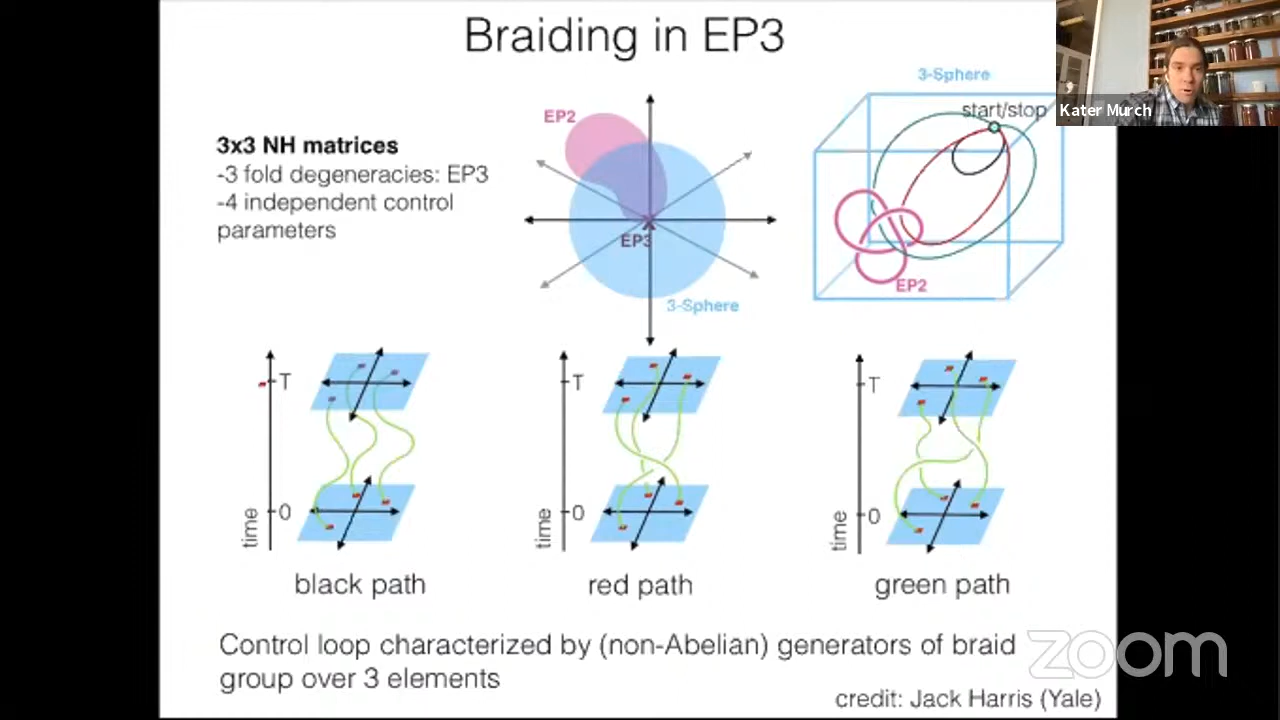 Braiding in EP3
3-Sphere
start/stop
Kater Murch
EP2
3x3 NH matrices
-3 fold degeneracies: EP3
-4 independent control
parameters
EP3
3-Sphere
EP2
T
0
time
T
0
time
T
0
time
black path
red path
green path
Control loop characterized by (non-Abelian) generators of braid
group over 3 elements
zoom
credit: Jack Harris (Yale)